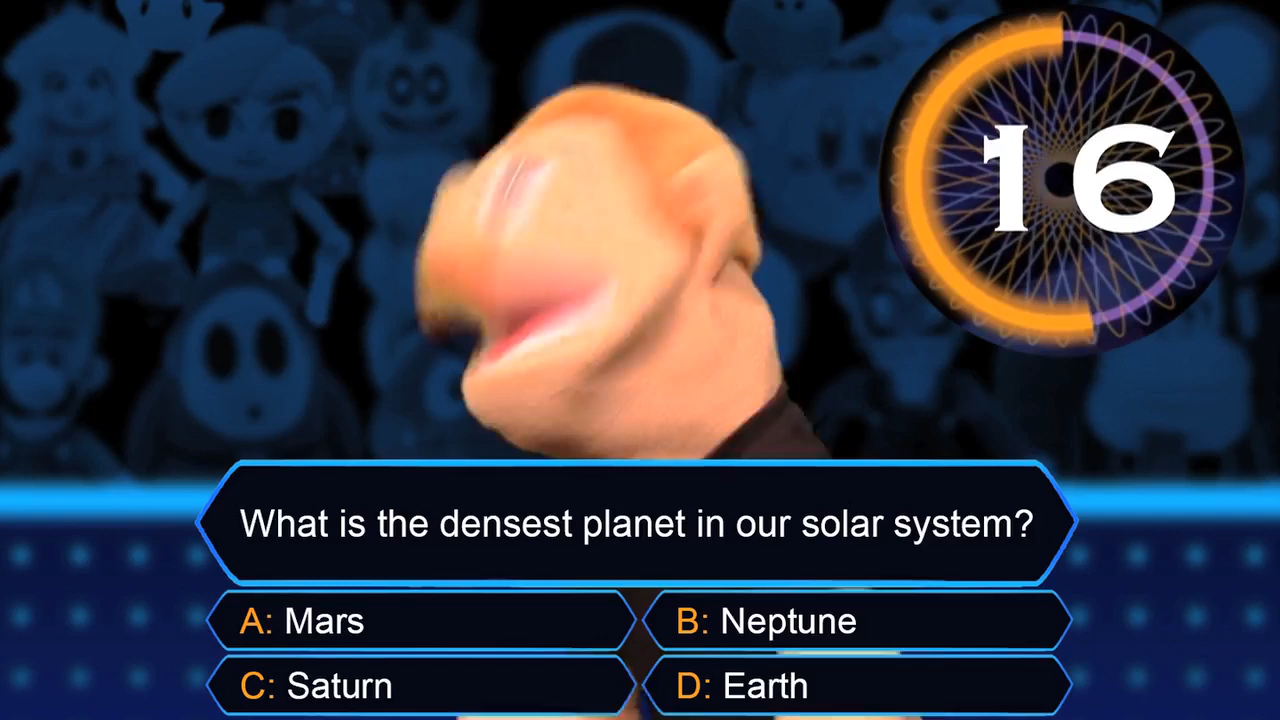 16
What is the densest planet in our solar system?
A: Mars
B: Neptune
C: Saturn
D: Earth